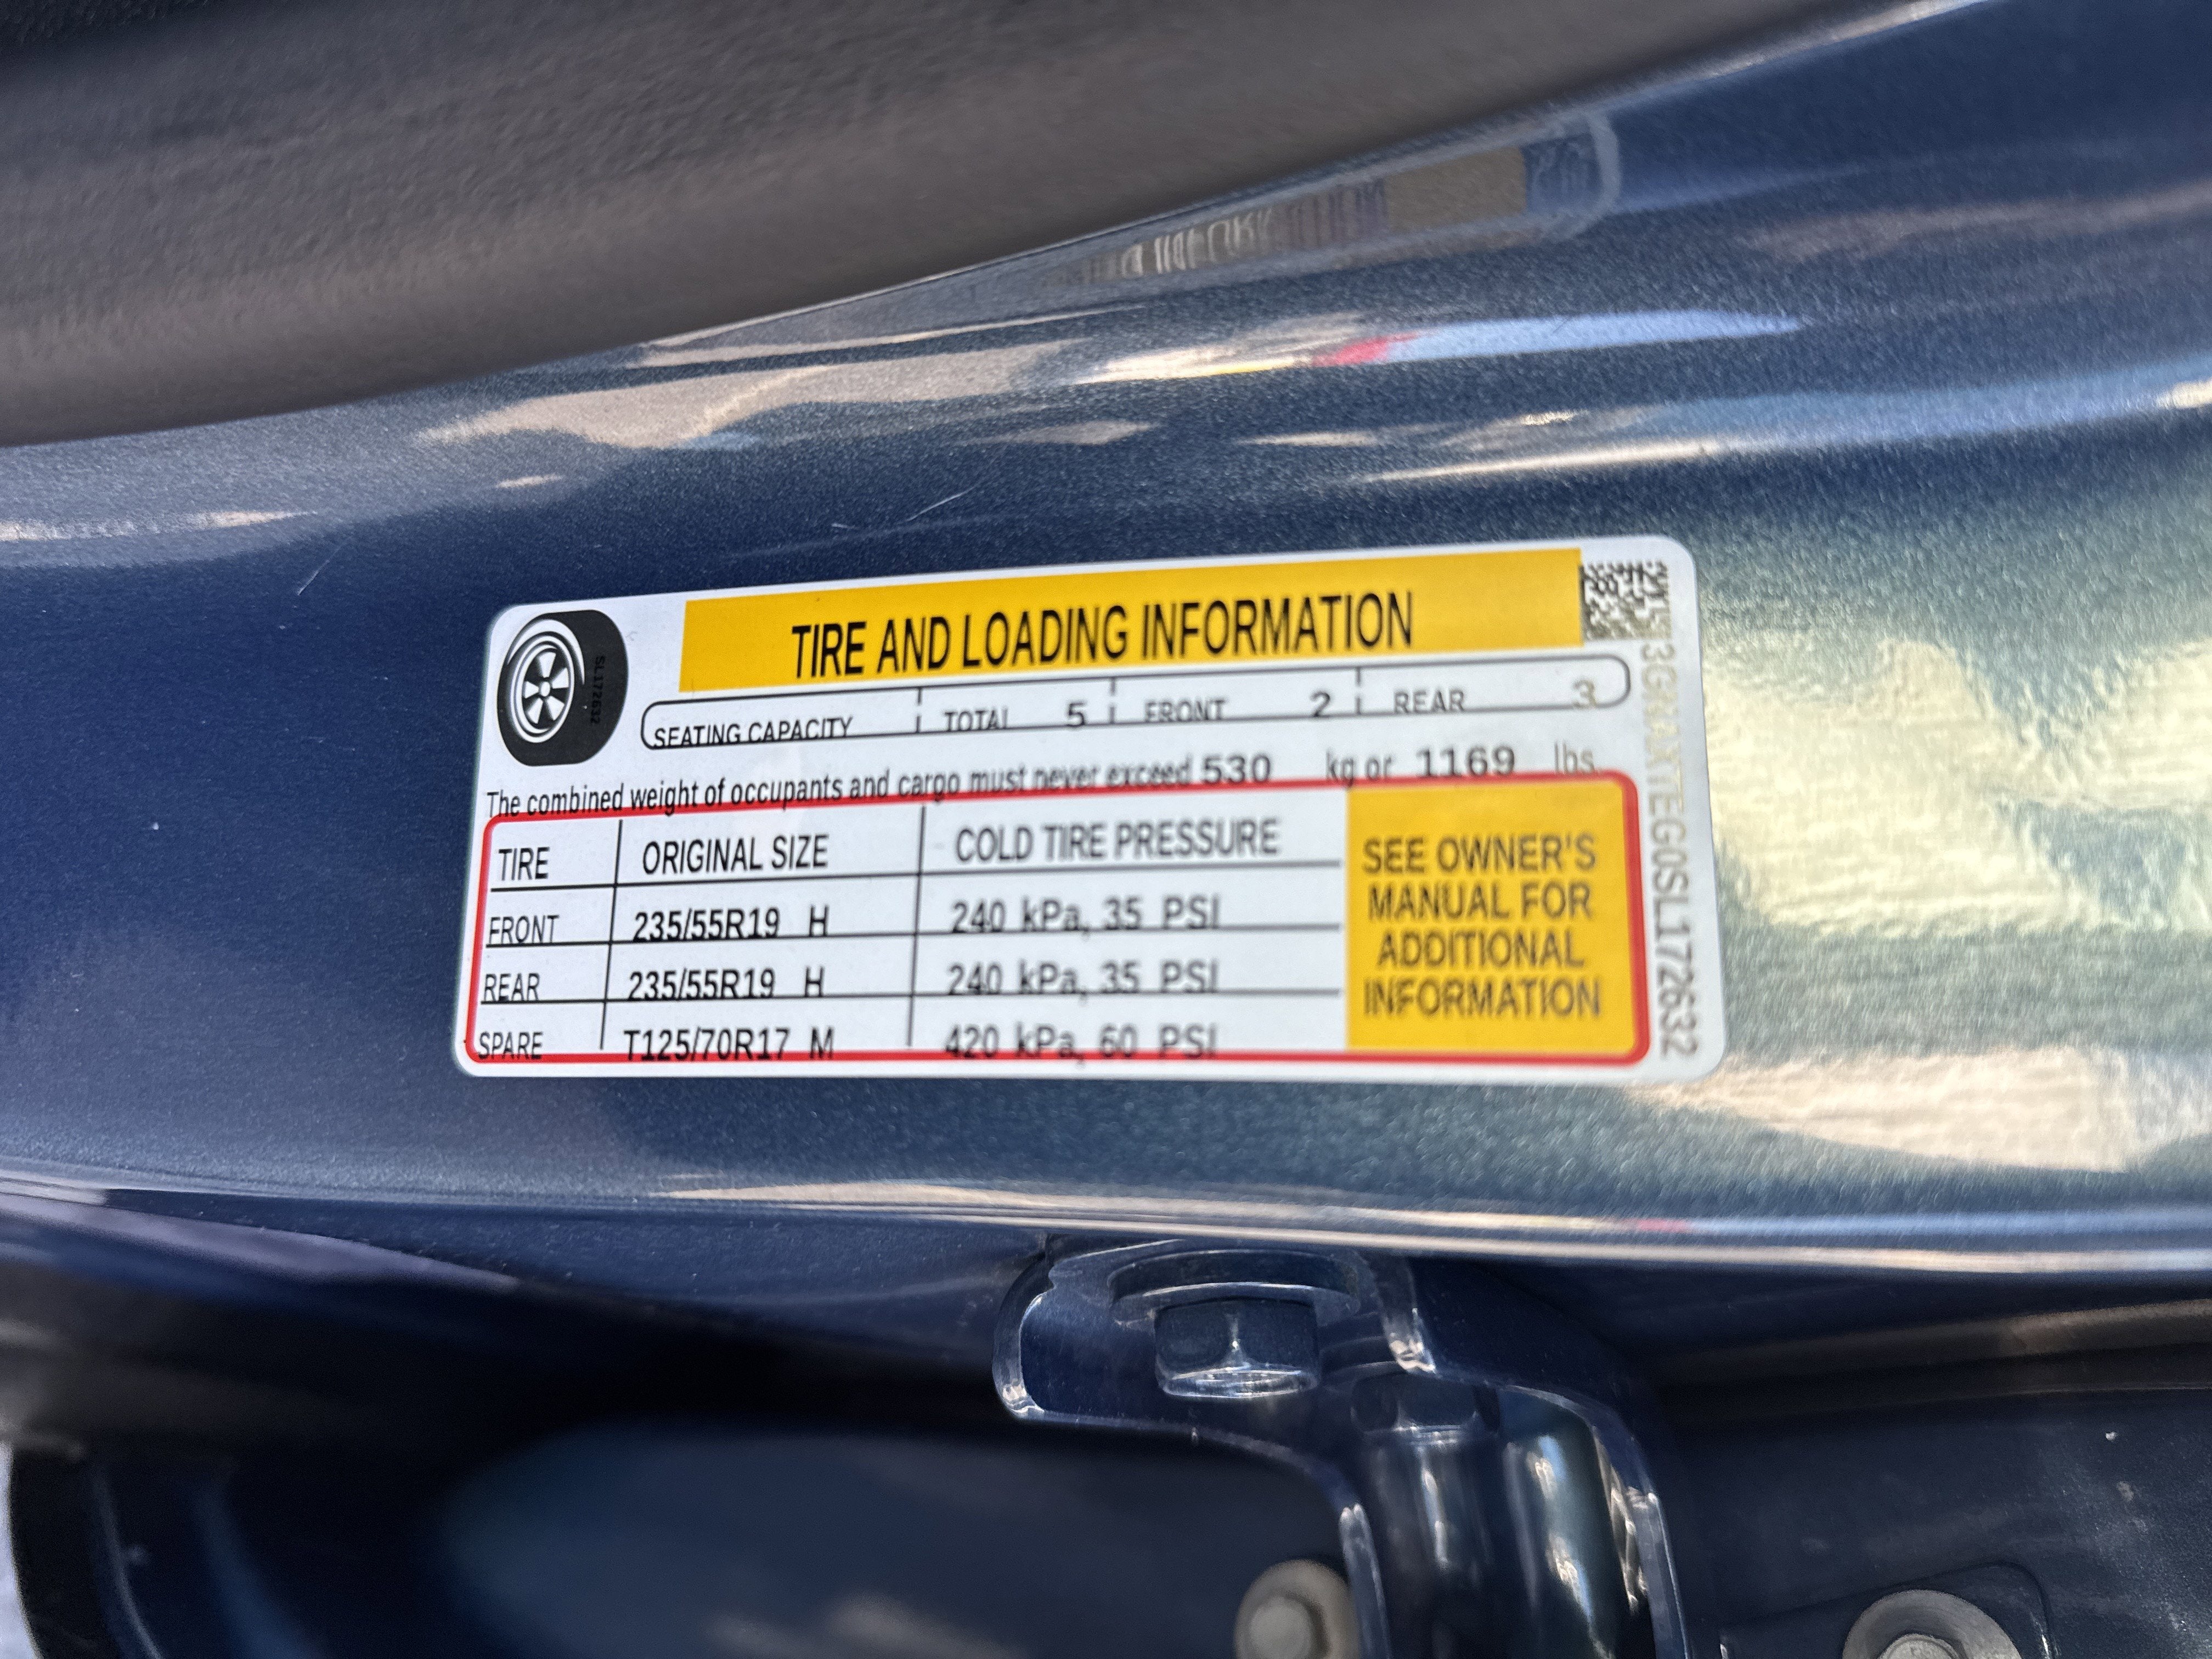 TIRE AND LOADING INFORMATION
SEATING CAPACITY TOTAL 5 FRONT 2 REAR 3
The combined weight of occupants and cargo must never exceed 530 kg or 1169 lbs.
TIRE ORIGINAL SIZE COLD TIRE PRESSURE
FRONT 235/55R19 H 240 kPa, 35 PSI
REAR 235/55R19 H 240 kPa, 35 PSI
SPARE T125/70R17 M 420 kPa, 60 PSI
SEE OWNER'S
MANUAL FOR
ADDITIONAL
INFORMATION
SL172632
3GNAXTEG0SL172632